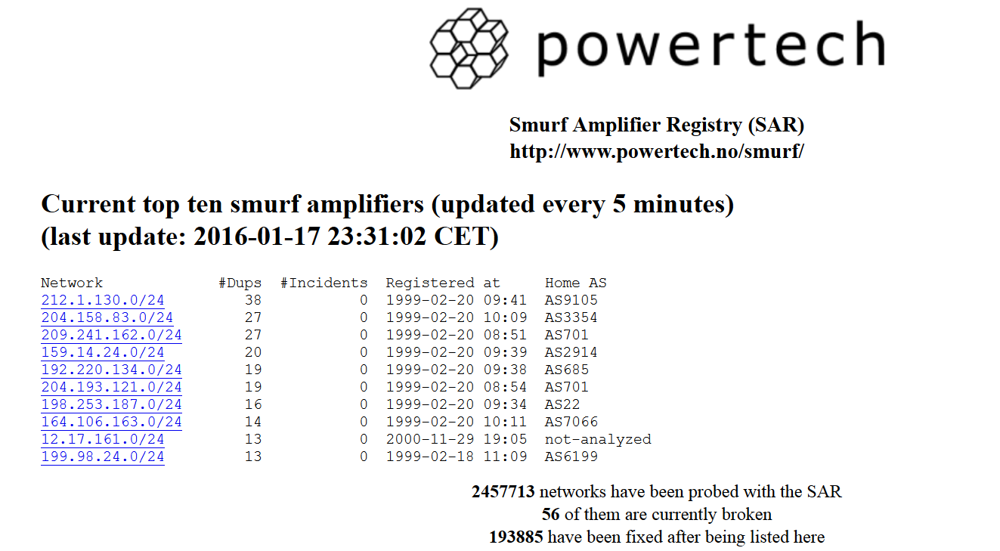 powertech
Smurf Amplifier Registry (SAR)
http://www.powertech.no/smurf/
Current top ten smurf amplifiers (updated every 5 minutes)
(last update: 2016-01-17 23:31:02 CET)
Network #Dups #Incidents Registered at Home AS
212.1.130.0/24 38 0 1999-02-20 09:41 AS9105
204.158.83.0/24 27 0 1999-02-20 10:09 AS3354
209.241.162.0/24 27 0 1999-02-20 08:51 AS701
159.14.24.0/24 20 0 1999-02-20 09:39 AS2914
192.220.134.0/24 19 0 1999-02-20 09:38 AS685
204.193.121.0/24 19 0 1999-02-20 08:54 AS701
198.253.187.0/24 16 0 1999-02-20 09:34 AS22
164.106.163.0/24 14 0 1999-02-20 10:11 AS7066
12.17.161.0/24 13 0 2000-11-29 19:05 not-analyzed
199.98.24.0/24 13 0 1999-02-18 11:09 AS6199
2457713 networks have been probed with the SAR
56 of them are currently broken
193885 have been fixed after being listed here